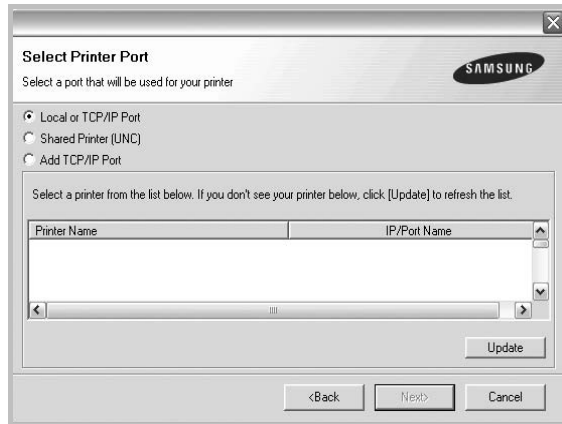 Select Printer Port
Select a port that will be used for your printer
SAMSUNG
Local or TCP/IP Port
Shared Printer (UNC)
Add TCP/IP Port
Select a printer from the list below. If you don't see your printer below, click [Update] to refresh the list.
Printer Name IP/Port Name
Update
<Back Next> Cancel